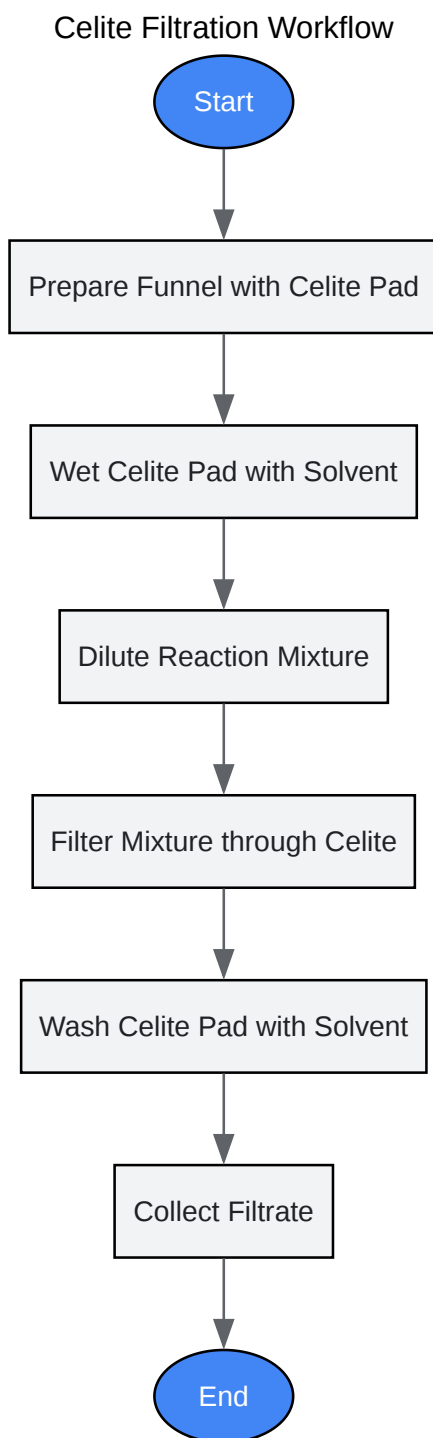 Celite Filtration Workflow
Start
Prepare Funnel with Celite Pad
Wet Celite Pad with Solvent
Dilute Reaction Mixture
Filter Mixture through Celite
Wash Celite Pad with Solvent
Collect Filtrate
End